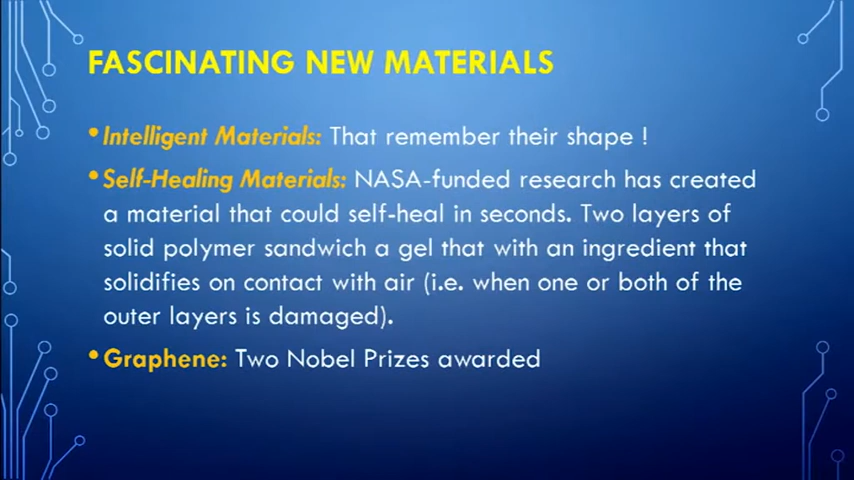 FASCINATING NEW MATERIALS
•Intelligent Materials: That remember their shape !
•Self-Healing Materials: NASA-funded research has created
a material that could self-heal in seconds. Two layers of
solid polymer sandwich a gel that with an ingredient that
solidifies on contact with air (i.e. when one or both of the
outer layers is damaged).
•Graphene: Two Nobel Prizes awarded